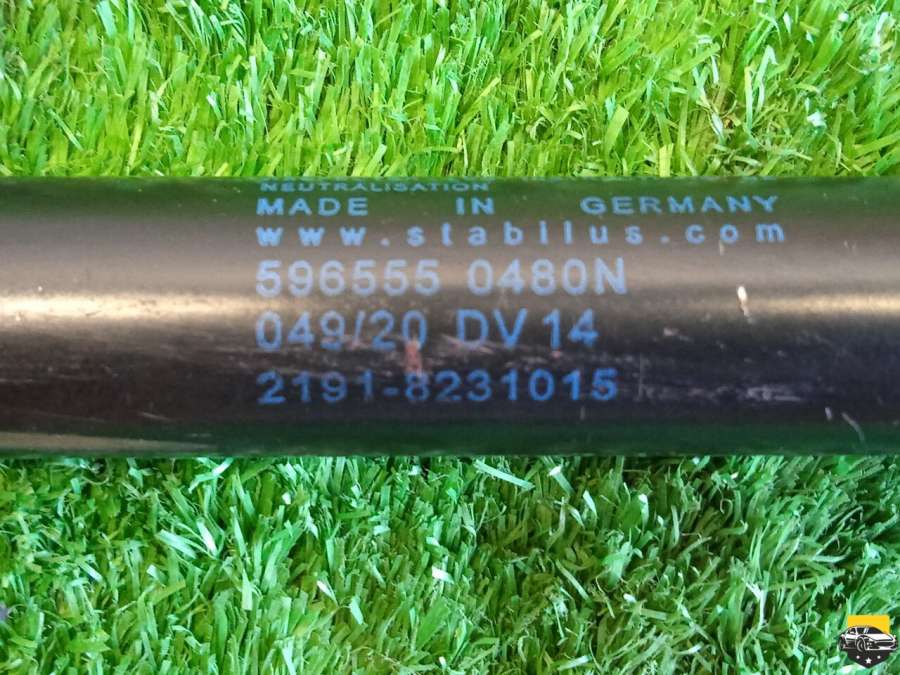 NEUTRALISATION
MADE IN GERMANY
www.stabilus.com
596555 0480N
049/20 DV14
2191-8231015